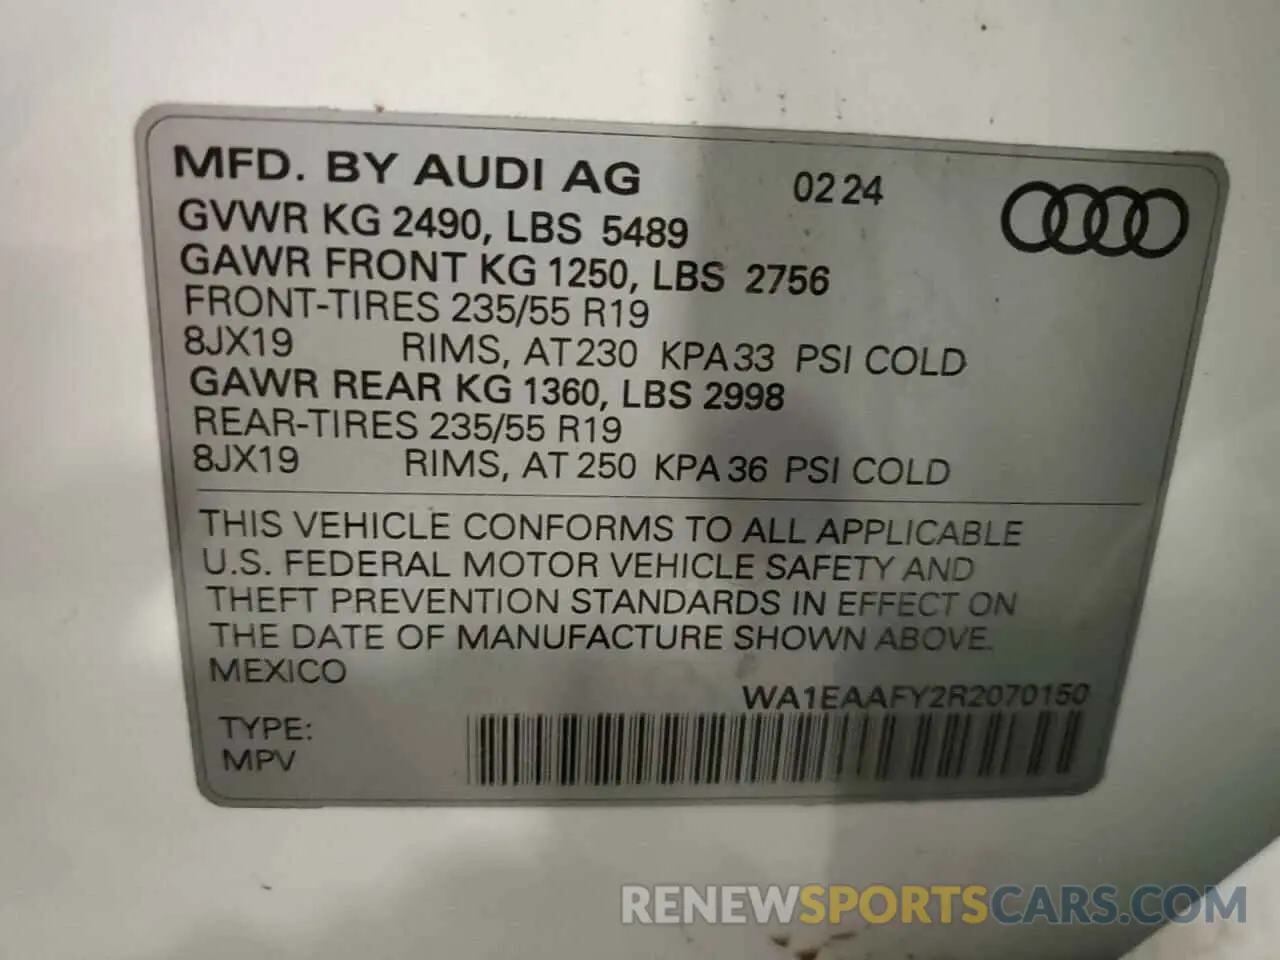 MFD. BY AUDI AG 02 24
GVWR KG 2490, LBS 5489
GAWR FRONT KG 1250, LBS 2756
FRONT-TIRES 235/55 R19
8JX19 RIMS, AT 230 KPA 33 PSI COLD
GAWR REAR KG 1360, LBS 2998
REAR-TIRES 235/55 R19
8JX19 RIMS, AT 250 KPA 36 PSI COLD
THIS VEHICLE CONFORMS TO ALL APPLICABLE
U.S. FEDERAL MOTOR VEHICLE SAFETY AND
THEFT PREVENTION STANDARDS IN EFFECT ON
THE DATE OF MANUFACTURE SHOWN ABOVE.
MEXICO
WA1EAAFY2R2070150
TYPE:
MPV
RENEWSPORTSCARS.COM